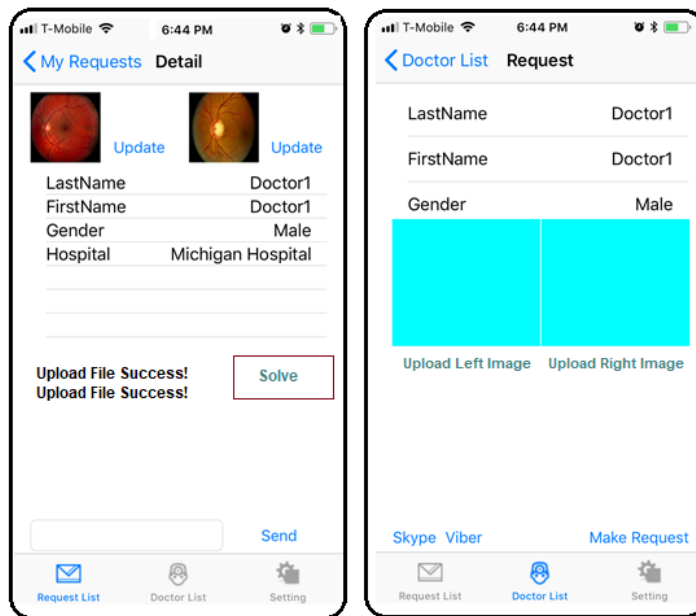 T-Mobile 6:44 PM
My Requests Detail
Update Update
LastName Doctor1
FirstName Doctor1
Gender Male
Hospital Michigan Hospital
Upload File Success!
Upload File Success!
Solve
Send
Request List Doctor List Setting
T-Mobile 6:44 PM
Doctor List Request
LastName Doctor1
FirstName Doctor1
Gender Male
Upload Left Image Upload Right Image
Skype Viber Make Request
Request List Doctor List Setting